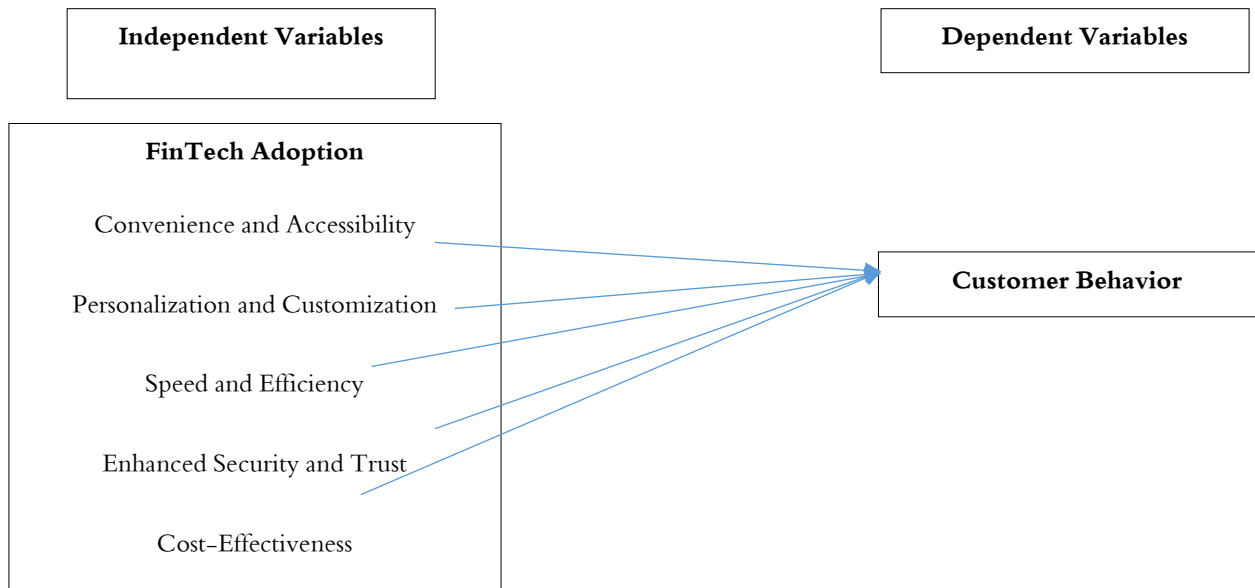 Independent Variables
Dependent Variables
FinTech Adoption
Convenience and Accessibility
Personalization and Customization
Speed and Efficiency
Enhanced Security and Trust
Cost-Effectiveness
Customer Behavior